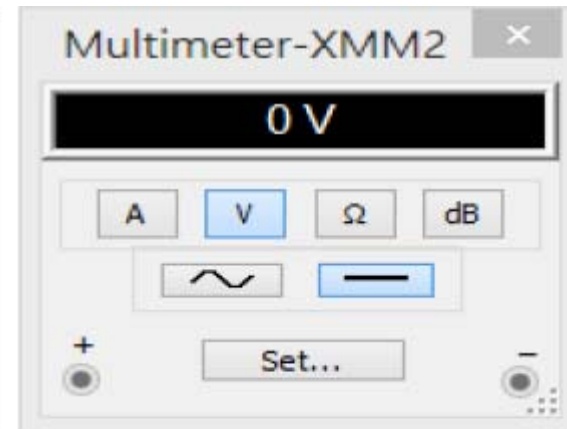 Multimeter-XMM2 ×
0 V
A V Ω dB
+ Set... −